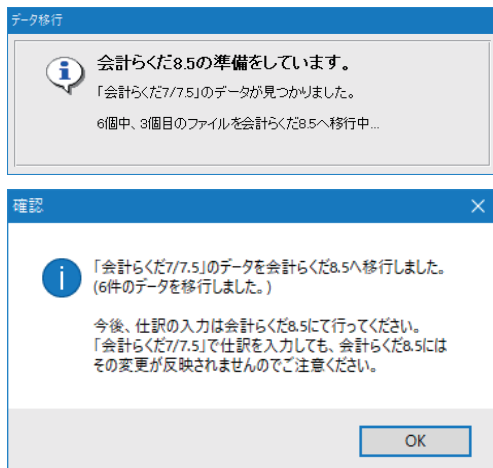 データ移行
会計らくだ8.5の準備をしています。
「会計らくだ7/7.5」のデータが見つかりました。
6個中、3個目のファイルを会計らくだ8.5へ移行中...
確認
「会計らくだ7/7.5」のデータを会計らくだ8.5へ移行しました。
(6件のデータを移行しました。)
今後、仕訳の入力は会計らくだ8.5にて行ってください。
「会計らくだ7/7.5」で仕訳を入力しても、会計らくだ8.5には
その変更が反映されませんのでご注意ください。
OK